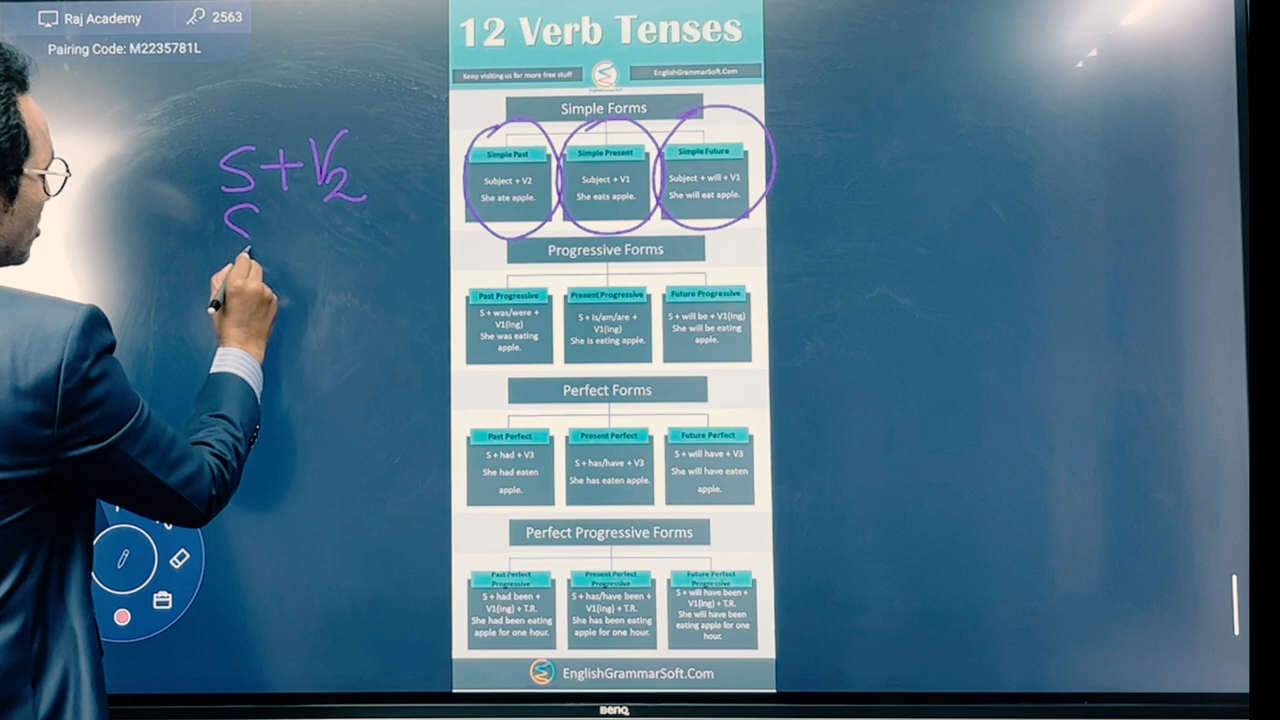 Raj Academy 2563
Pairing Code: M2235781L
S+V2
S
12 Verb Tenses
Keep visiting us for more free stuff
EnglishGrammarSoft.Com
Simple Forms
Simple Past
Subject + V2
She ate apple.
Simple Present
Subject + V1
She eats apple.
Simple Future
Subject + will + V1
She will eat apple.
Progressive Forms
Past Progressive
S + was/were +
V1(ing)
She was eating
apple.
Present Progressive
S + is/am/are +
V1(ing)
She is eating apple.
Future Progressive
S + will be + V1(ing)
She will be eating
apple.
Perfect Forms
Past Perfect
S + had + V3
She had eaten
apple.
Present Perfect
S + has/have + V3
She has eaten apple.
Future Perfect
S + will have + V3
She will have eaten
apple.
Perfect Progressive Forms
Past Perfect
Progressive
S + had been +
V1(ing) + T.R.
She had been eating
apple for one hour.
Present Perfect
Progressive
S + has/have been +
V1(ing) + T.R.
She has been eating
apple for one hour.
Future Perfect
Progressive
S + will have been +
V1(ing) + T.R.
She will have been
eating apple for one
hour.
EnglishGrammarSoft.Com
BenQ